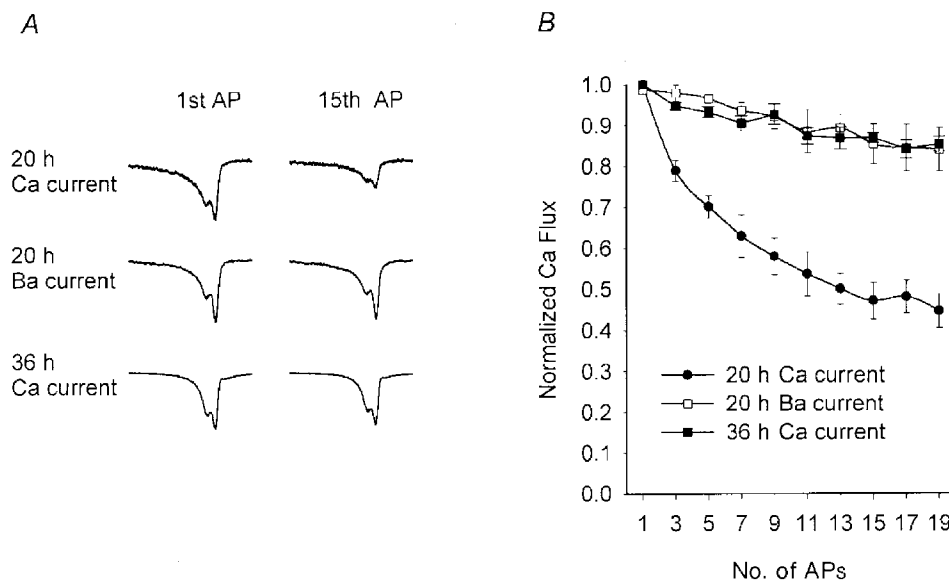 A
1st AP
15th AP
20 h
Ca current
20 h
Ba current
36 h
Ca current
B
Normalized Ca Flux
1.0
0.9
0.8
0.7
0.6
0.5
0.4
0.3
0.2
0.1
0.0
20 h Ca current
20 h Ba current
36 h Ca current
1 3 5 7 9 11 13 15 17 19
No. of APs